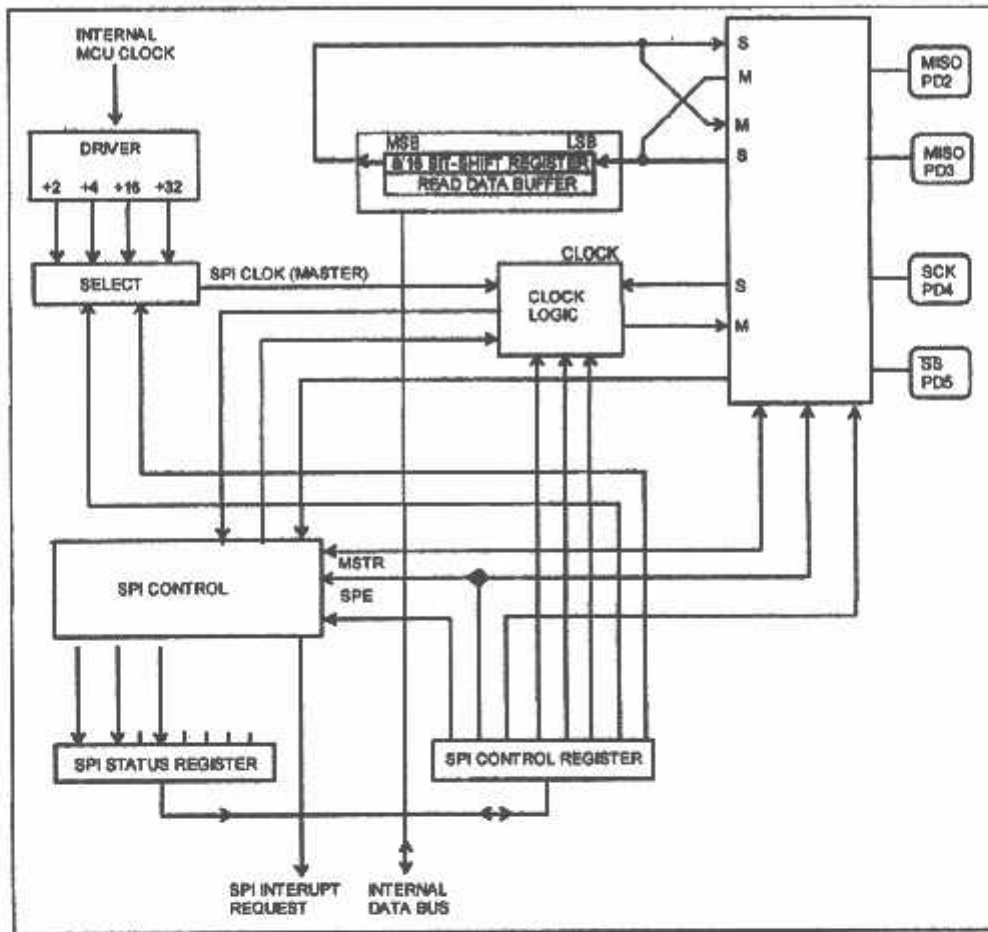 INTERNAL
MCU CLOCK
DRIVER
+2 +4 +16 +32
SELECT
SPI CLOK (MASTER)
MSB LSB
8/16 BIT-SHIFT REGISTER
READ DATA BUFFER
S
M
M
S
CLOCK
CLOCK
LOGIC
S
M
MISO
PD2
MISO
PD3
SCK
PD4
SS
PD5
SPI CONTROL
MSTR
SPE
SPI STATUS REGISTER
SPI CONTROL REGISTER
SPI INTERUPT
REQUEST
INTERNAL
DATA BUS